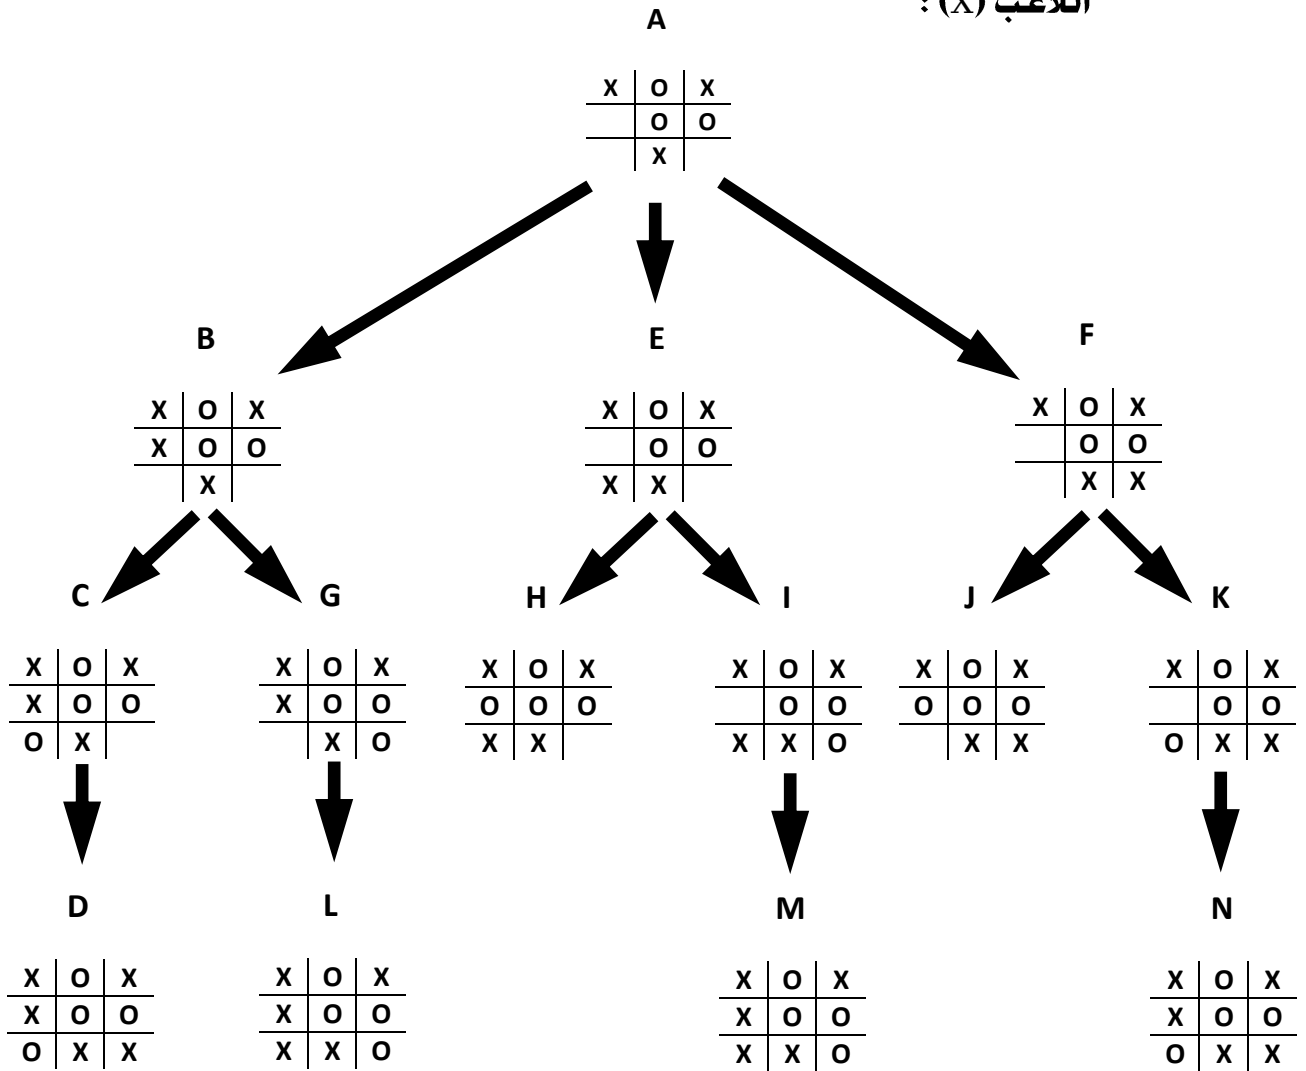 اللاعب (X) :
A
X O X
O O
X
B E F
X O X X O X X O X
X O O O O O O
X X X X X
C G H I J K
X O X X O X X O X X O X X O X X O X
X O O X O O O O O O O O O O O O
O X X O X X X X O X X O X X
D L M N
X O X X O X X O X X O X
X O O X O O X O O X O O
O X X X X O X X O O X X